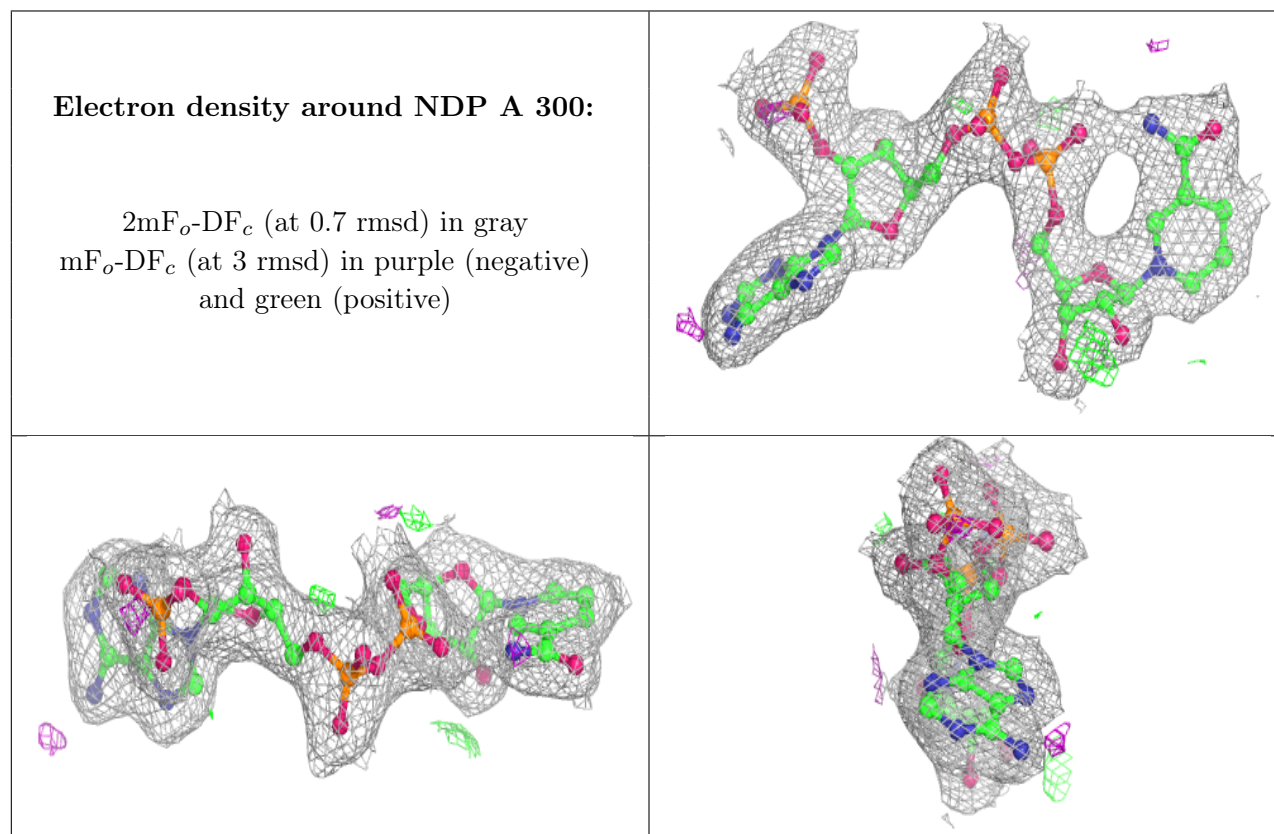 Electron density around NDP A 300:
2mFo-DFc (at 0.7 rmsd) in gray
mFo-DFc (at 3 rmsd) in purple (negative)
and green (positive)